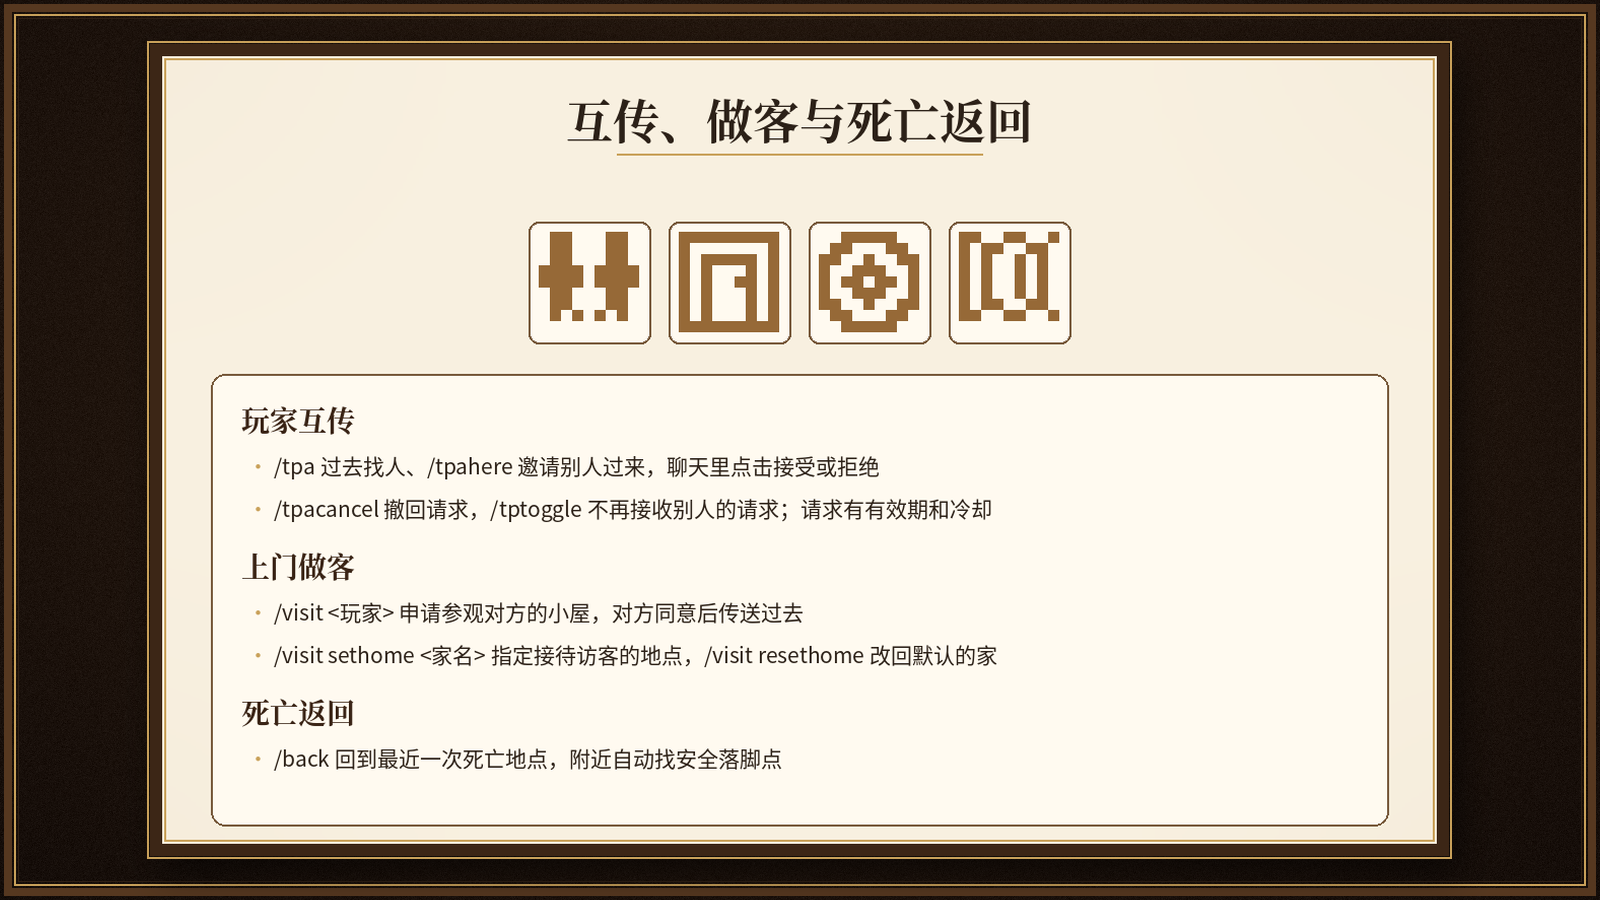 互传、做客与死亡返回
玩家互传
• /tpa 过去找人、/tpahere 邀请别人过来，聊天里点击接受或拒绝
• /tpacancel 撤回请求，/tptoggle 不再接收别人的请求；请求有有效期和冷却
上门做客
• /visit <玩家> 申请参观对方的小屋，对方同意后传送过去
• /visit sethome <家名> 指定接待访客的地点，/visit resethome 改回默认的家
死亡返回
• /back 回到最近一次死亡地点，附近自动找安全落脚点